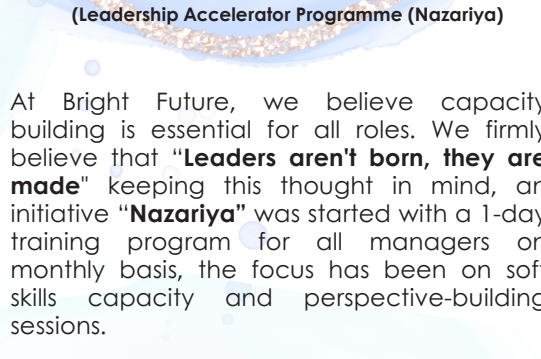 (Leadership Accelerator Programme (Nazariya)
At Bright Future, we believe capacity
building is essential for all roles. We firmly
believe that “Leaders aren't born, they are
made" keeping this thought in mind, an
initiative “Nazariya” was started with a 1-day
training program for all managers on
monthly basis, the focus has been on soft
skills capacity and perspective-building
sessions.